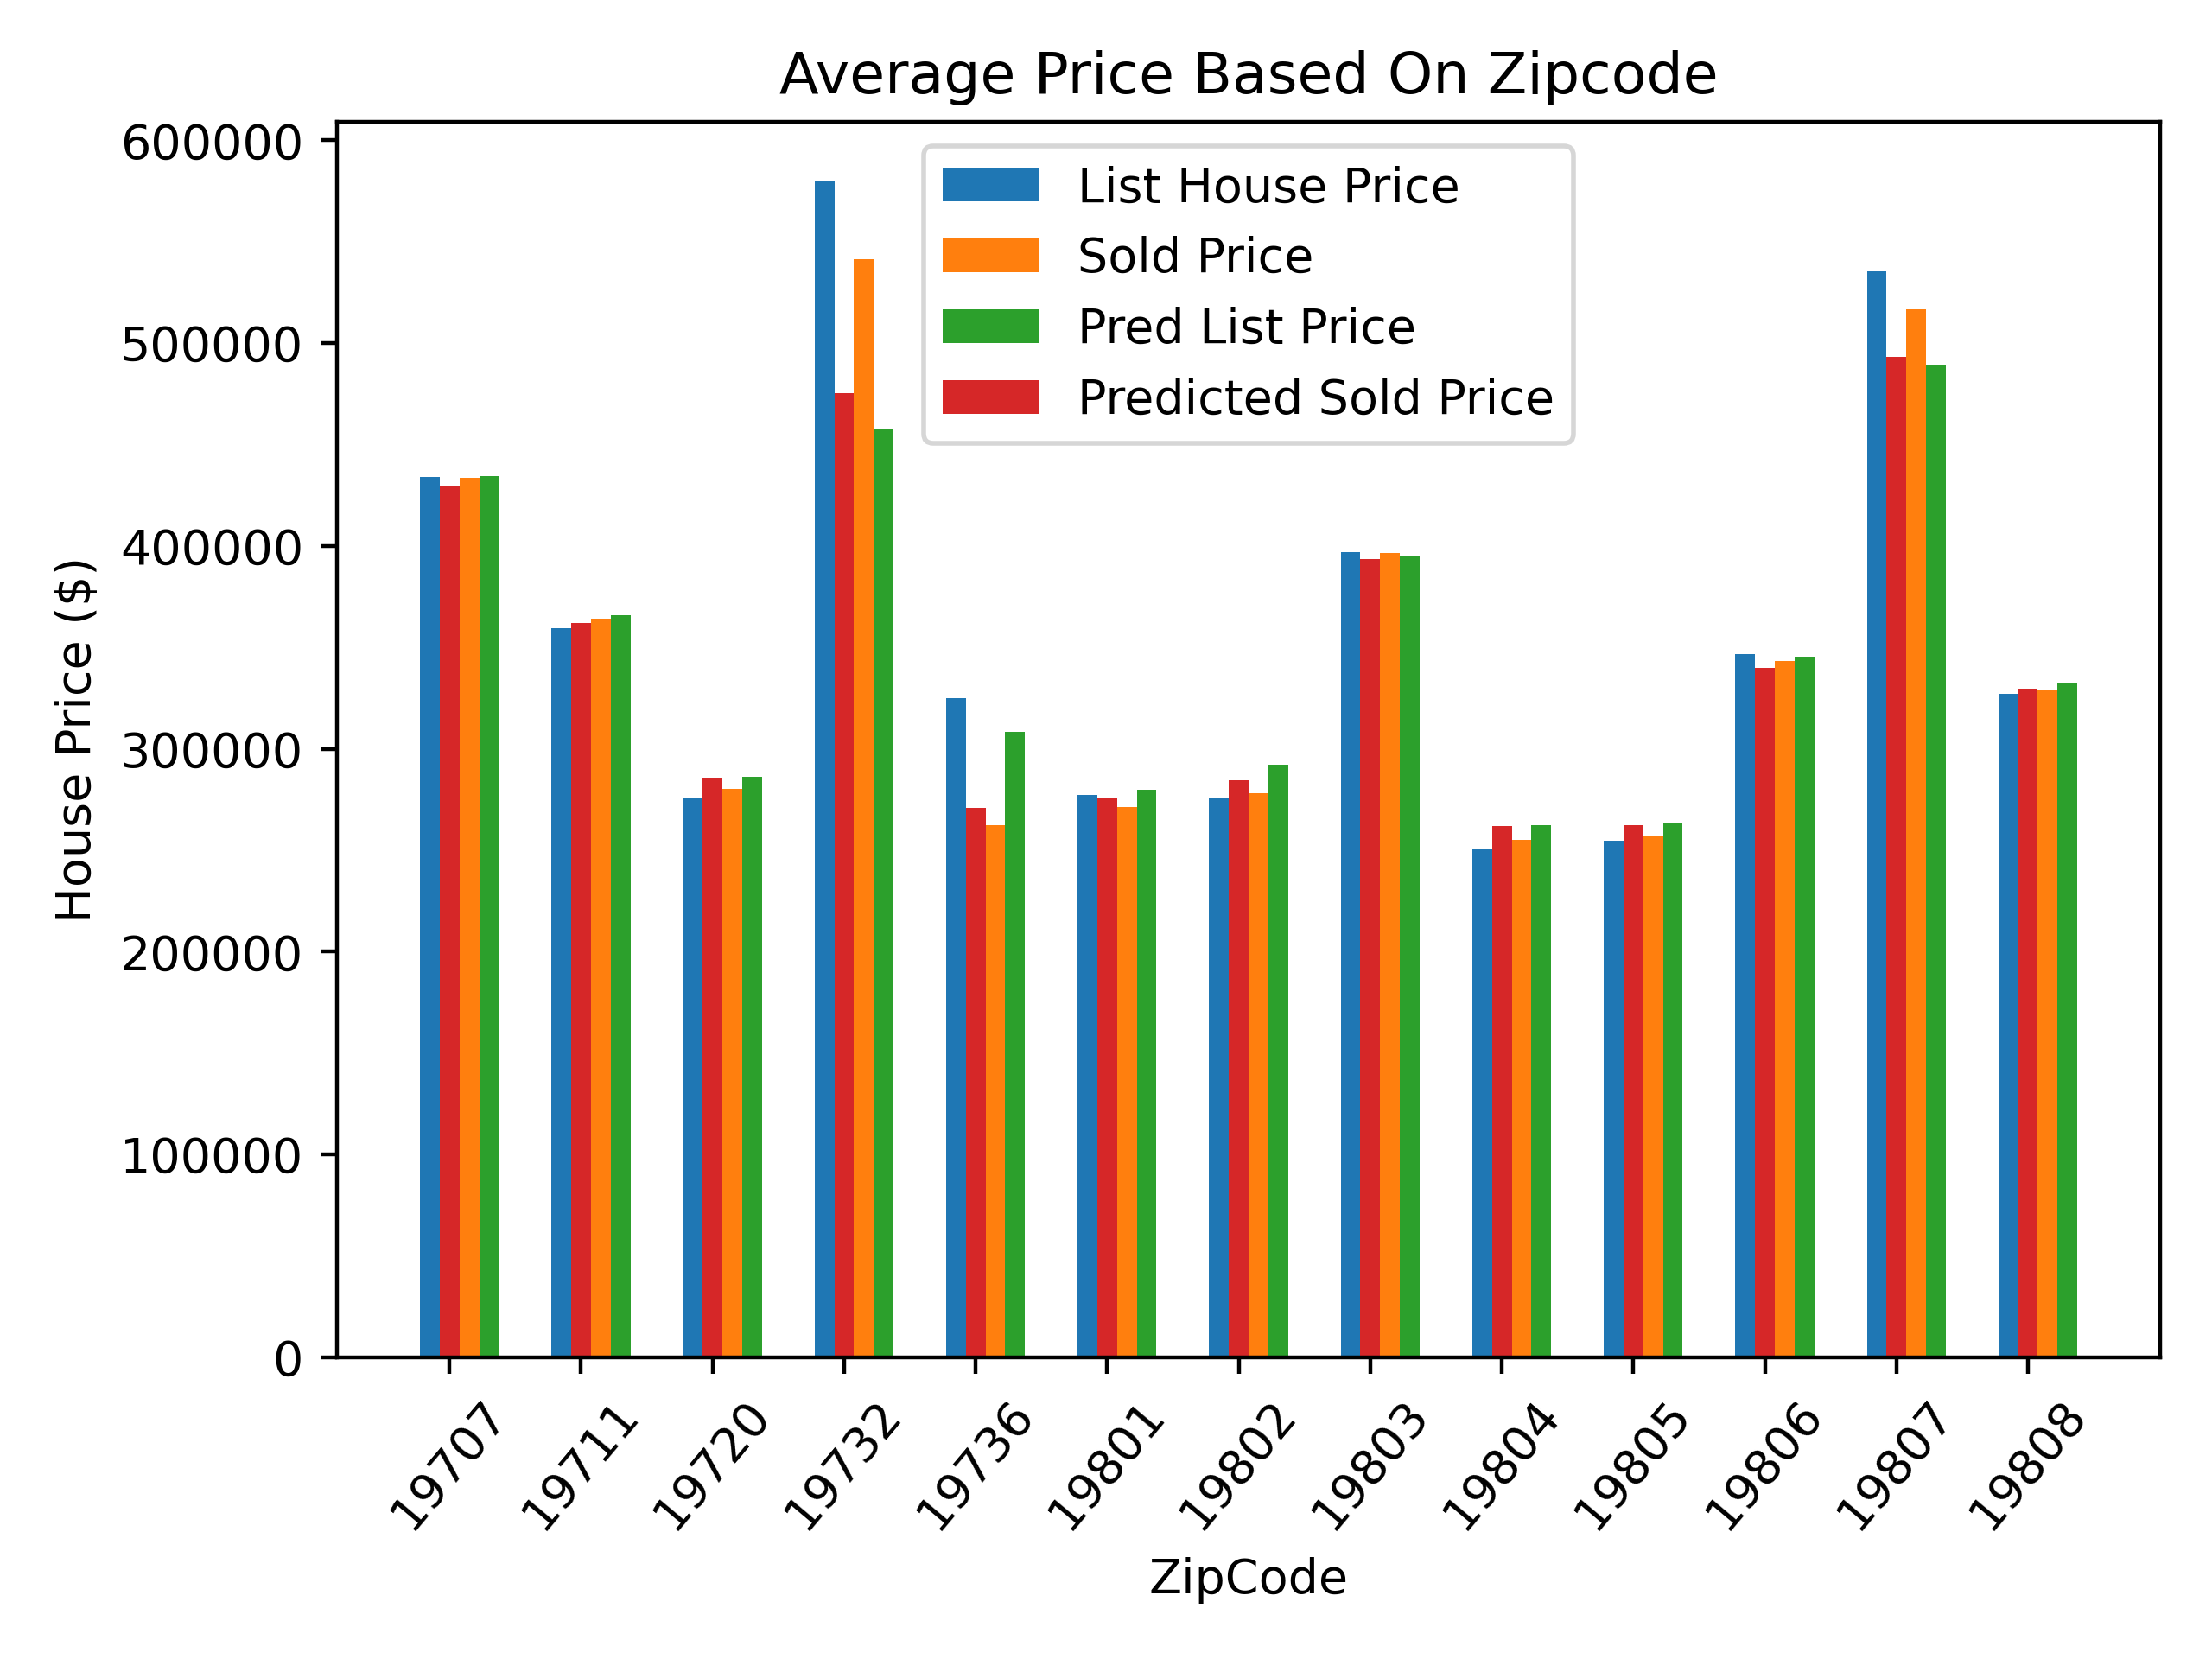 Average Price Based On Zipcode
600000
500000
400000
300000
200000
100000
0
House Price ($)
List House Price
Sold Price
Pred List Price
Predicted Sold Price
19707
19711
19720
19732
19736
19801
19802
19803
19804
19805
19806
19807
19808
ZipCode